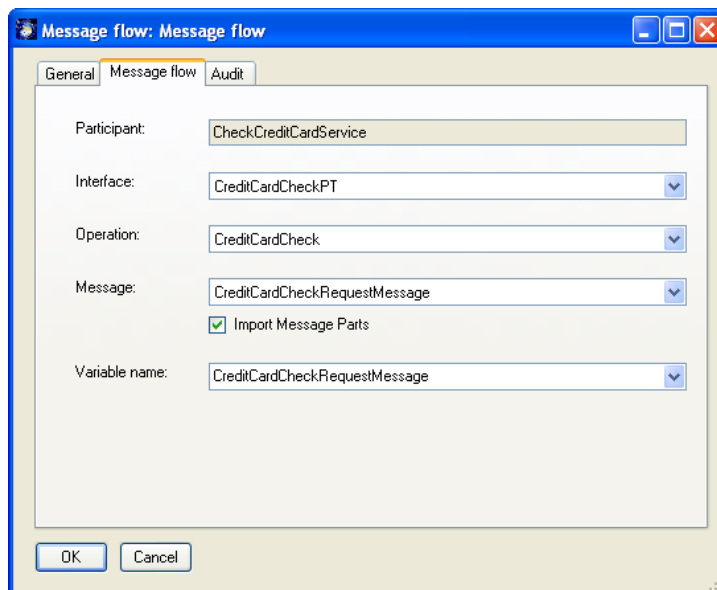 Message flow: Message flow
General Message flow Audit
Participant: CheckCreditCardService
Interface: CreditCardCheckPT
Operation: CreditCardCheck
Message: CreditCardCheckRequestMessage
Import Message Parts
Variable name: CreditCardCheckRequestMessage
OK Cancel